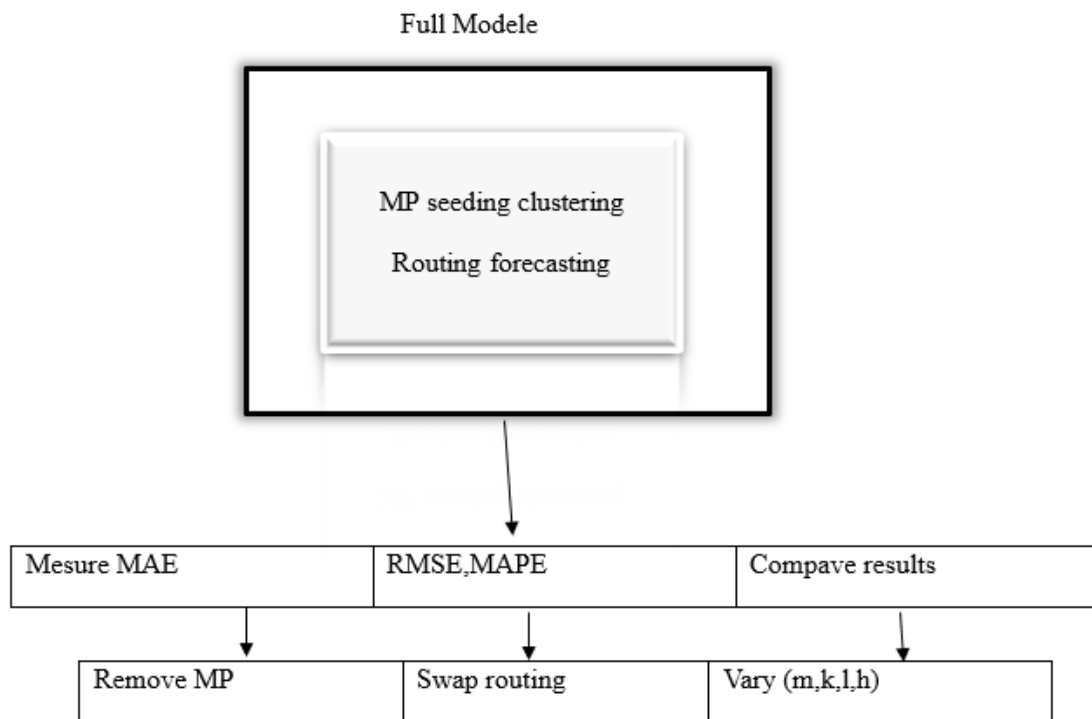 Full Modele
MP seeding clustering
Routing forecasting
Mesure MAE
RMSE,MAPE
Compave results
Remove MP
Swap routing
Vary (m,k,l,h)